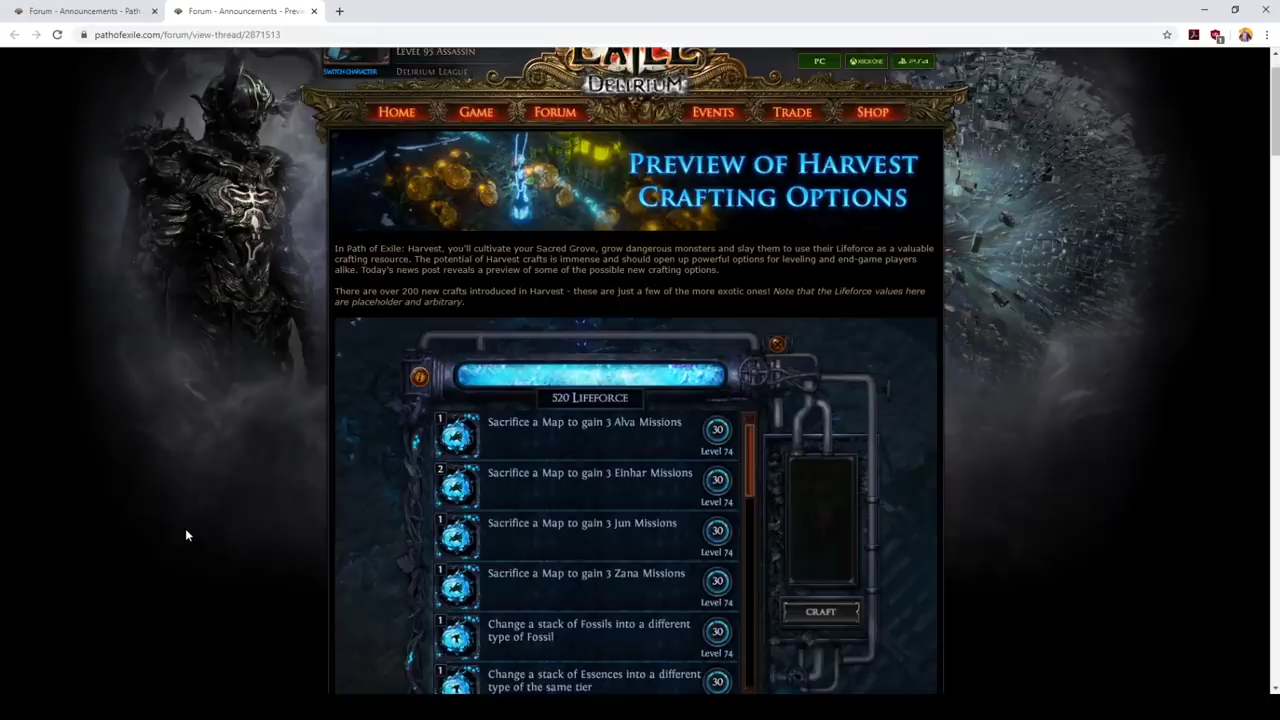 Forum - Announcements - Path
Forum - Announcements - Previe
pathofexile.com/forum/view-thread/2871513
LEVEL 95 ASSASSIN
SWITCH CHARACTER
DELIRIUM LEAGUE
EXILE
DELIRIUM
PC
XBOX ONE
PS4
HOME GAME FORUM EVENTS TRADE SHOP
PREVIEW OF HARVEST
CRAFTING OPTIONS
In Path of Exile: Harvest, you'll cultivate your Sacred Grove, grow dangerous monsters and slay them to use their Lifeforce as a valuable
crafting resource. The potential of Harvest crafts is immense and should open up powerful options for leveling and end-game players
alike. Today's news post reveals a preview of some of the possible new crafting options.
There are over 200 new crafts introduced in Harvest - these are just a few of the more exotic ones! Note that the Lifeforce values here
are placeholder and arbitrary.
520 LIFEFORCE
1
Sacrifice a Map to gain 3 Alva Missions
30
Level 74
2
Sacrifice a Map to gain 3 Einhar Missions
30
Level 74
1
Sacrifice a Map to gain 3 Jun Missions
30
Level 74
1
Sacrifice a Map to gain 3 Zana Missions
30
Level 74
1
Change a stack of Fossils into a different
type of Fossil
30
Level 74
1
Change a stack of Essences into a different
type of the same tier
30
CRAFT